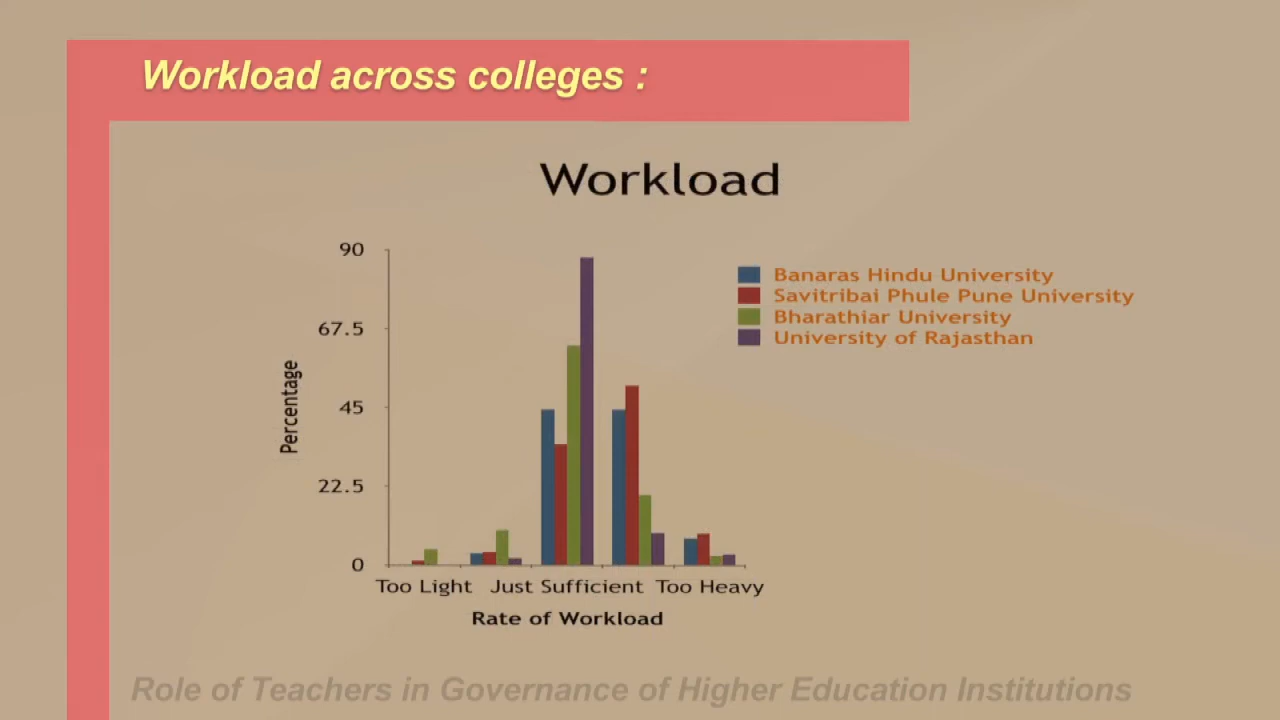 Workload across colleges :
Workload
90
67.5
45
22.5
0
Percentage
Banaras Hindu University
Savitribai Phule Pune University
Bharathiar University
University of Rajasthan
Too Light Just Sufficient Too Heavy
Rate of Workload
Role of Teachers in Governance of Higher Education Institutions